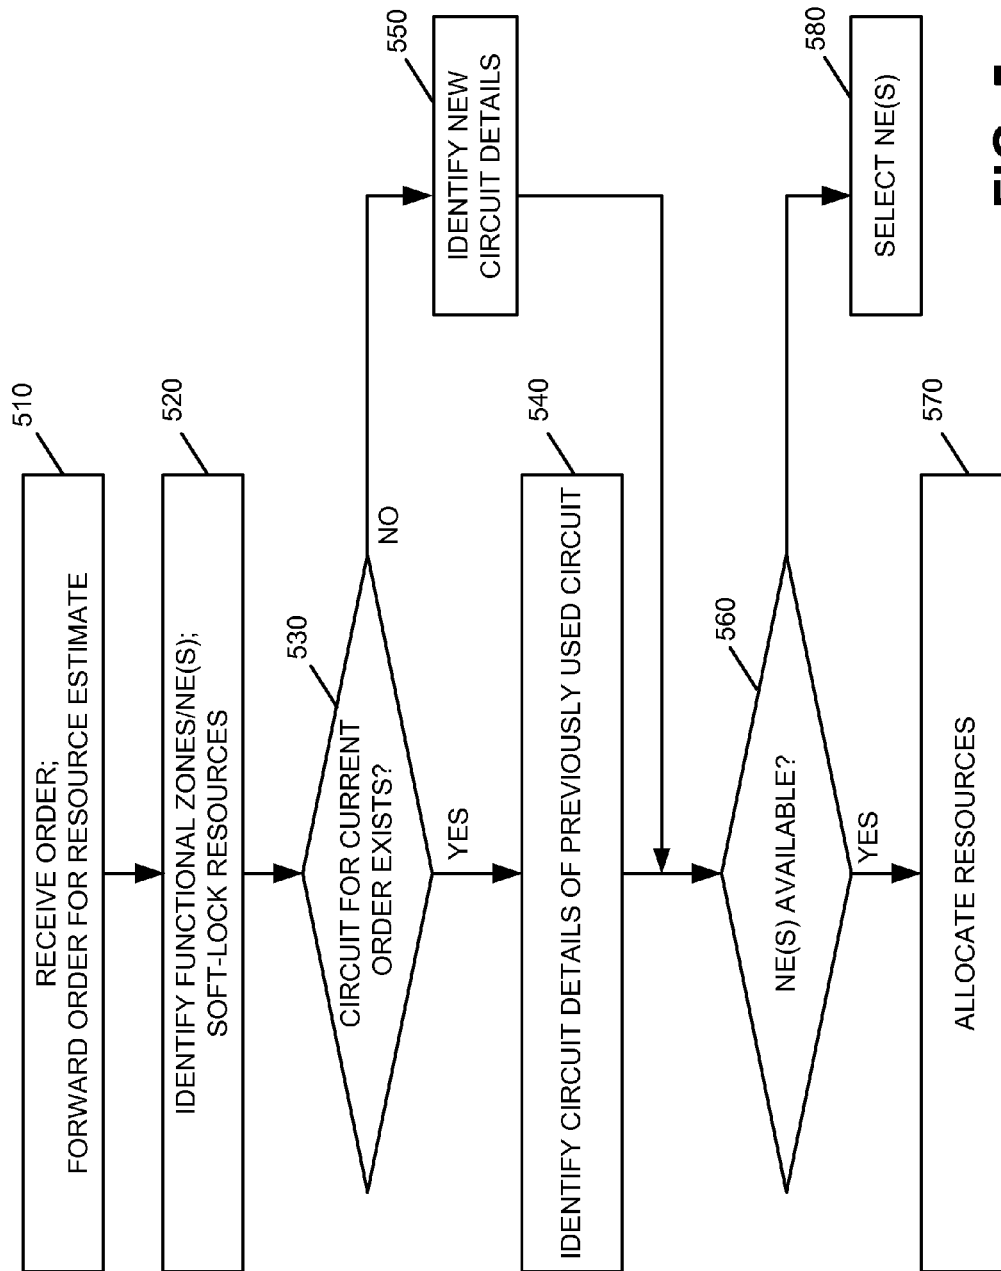 510
RECEIVE ORDER;
FORWARD ORDER FOR RESOURCE ESTIMATE
520
IDENTIFY FUNCTIONAL ZONES/NE(S);
SOFT-LOCK RESOURCES
530
CIRCUIT FOR CURRENT
ORDER EXISTS?
NO
YES
550
IDENTIFY NEW
CIRCUIT DETAILS
540
IDENTIFY CIRCUIT DETAILS OF PREVIOUSLY USED CIRCUIT
560
NE(S) AVAILABLE?
YES
580
SELECT NE(S)
570
ALLOCATE RESOURCES